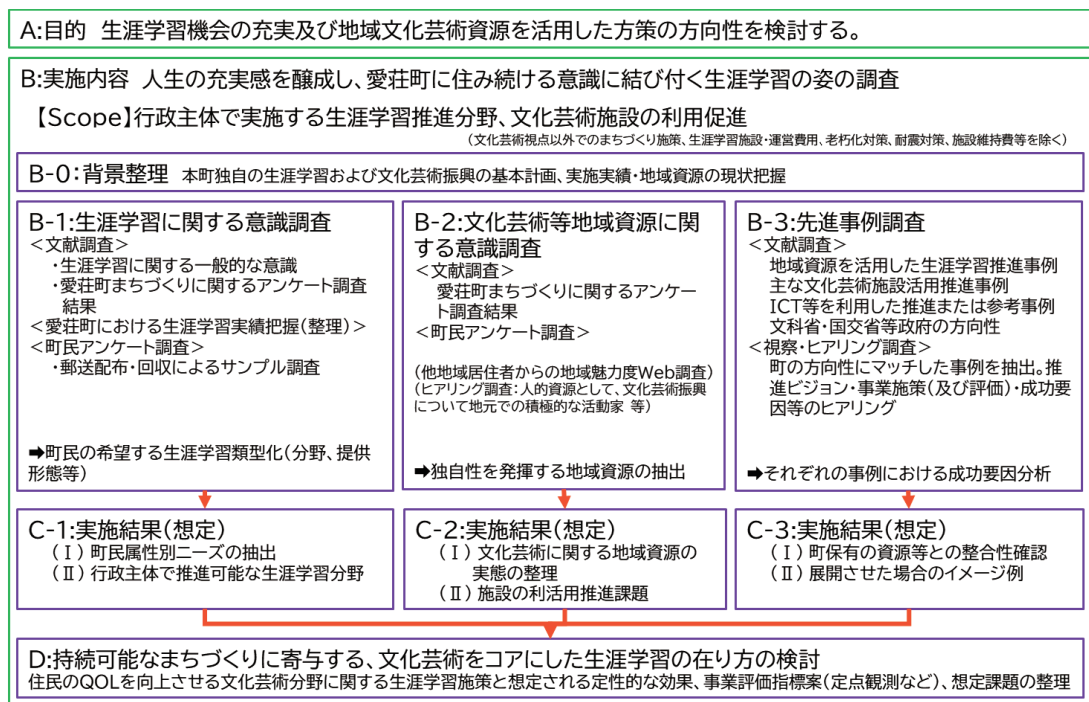 A:目的 生涯学習機会の充実及び地域文化芸術資源を活用した方策の方向性を検討する。
B:実施内容 人生の充実感を醸成し、愛荘町に住み続ける意識に結び付く生涯学習の姿の調査
【Scope】行政主体で実施する生涯学習推進分野、文化芸術施設の利用促進
(文化芸術視点以外でのまちづくり施策、生涯学習施設・運営費用、老朽化対策、耐震対策、施設維持費等を除く)
B-0:背景整理 本町独自の生涯学習および文化芸術振興の基本計画、実施実績・地域資源の現状把握
B-1:生涯学習に関する意識調査
<文献調査>
・生涯学習に関する一般的な意識
・愛荘町まちづくりに関するアンケート調査
結果
<愛荘町における生涯学習実績把握(整理)>
<町民アンケート調査>
・郵送配布・回収によるサンプル調査
➡町民の希望する生涯学習類型化(分野、提供
形態等)
B-2:文化芸術等地域資源に関
する意識調査
<文献調査>
愛荘町まちづくりに関するアンケー
ト調査結果
<町民アンケート調査>
(他地域居住者からの地域魅力度Web調査)
(ヒアリング調査:人的資源として、文化芸術振興
について地元での積極的な活動家 等)
➡独自性を発揮する地域資源の抽出
B-3:先進事例調査
<文献調査>
地域資源を活用した生涯学習推進事例
主な文化芸術施設活用推進事例
ICT等を利用した推進または参考事例
文科省・国交省等政府の方向性
<視察・ヒアリング調査>
町の方向性にマッチした事例を抽出。推
進ビジョン・事業施策(及び評価)・成功要
因等のヒアリング
➡それぞれの事例における成功要因分析
C-1:実施結果(想定)
(Ⅰ)町民属性別ニーズの抽出
(Ⅱ)行政主体で推進可能な生涯学習分野
C-2:実施結果(想定)
(Ⅰ)文化芸術に関する地域資源の
実態の整理
(Ⅱ)施設の利活用推進課題
C-3:実施結果(想定)
(Ⅰ)町保有の資源等との整合性確認
(Ⅱ)展開させた場合のイメージ例
D:持続可能なまちづくりに寄与する、文化芸術をコアにした生涯学習の在り方の検討
住民のQOLを向上させる文化芸術分野に関する生涯学習施策と想定される定性的な効果、事業評価指標案(定点観測など)、想定課題の整理